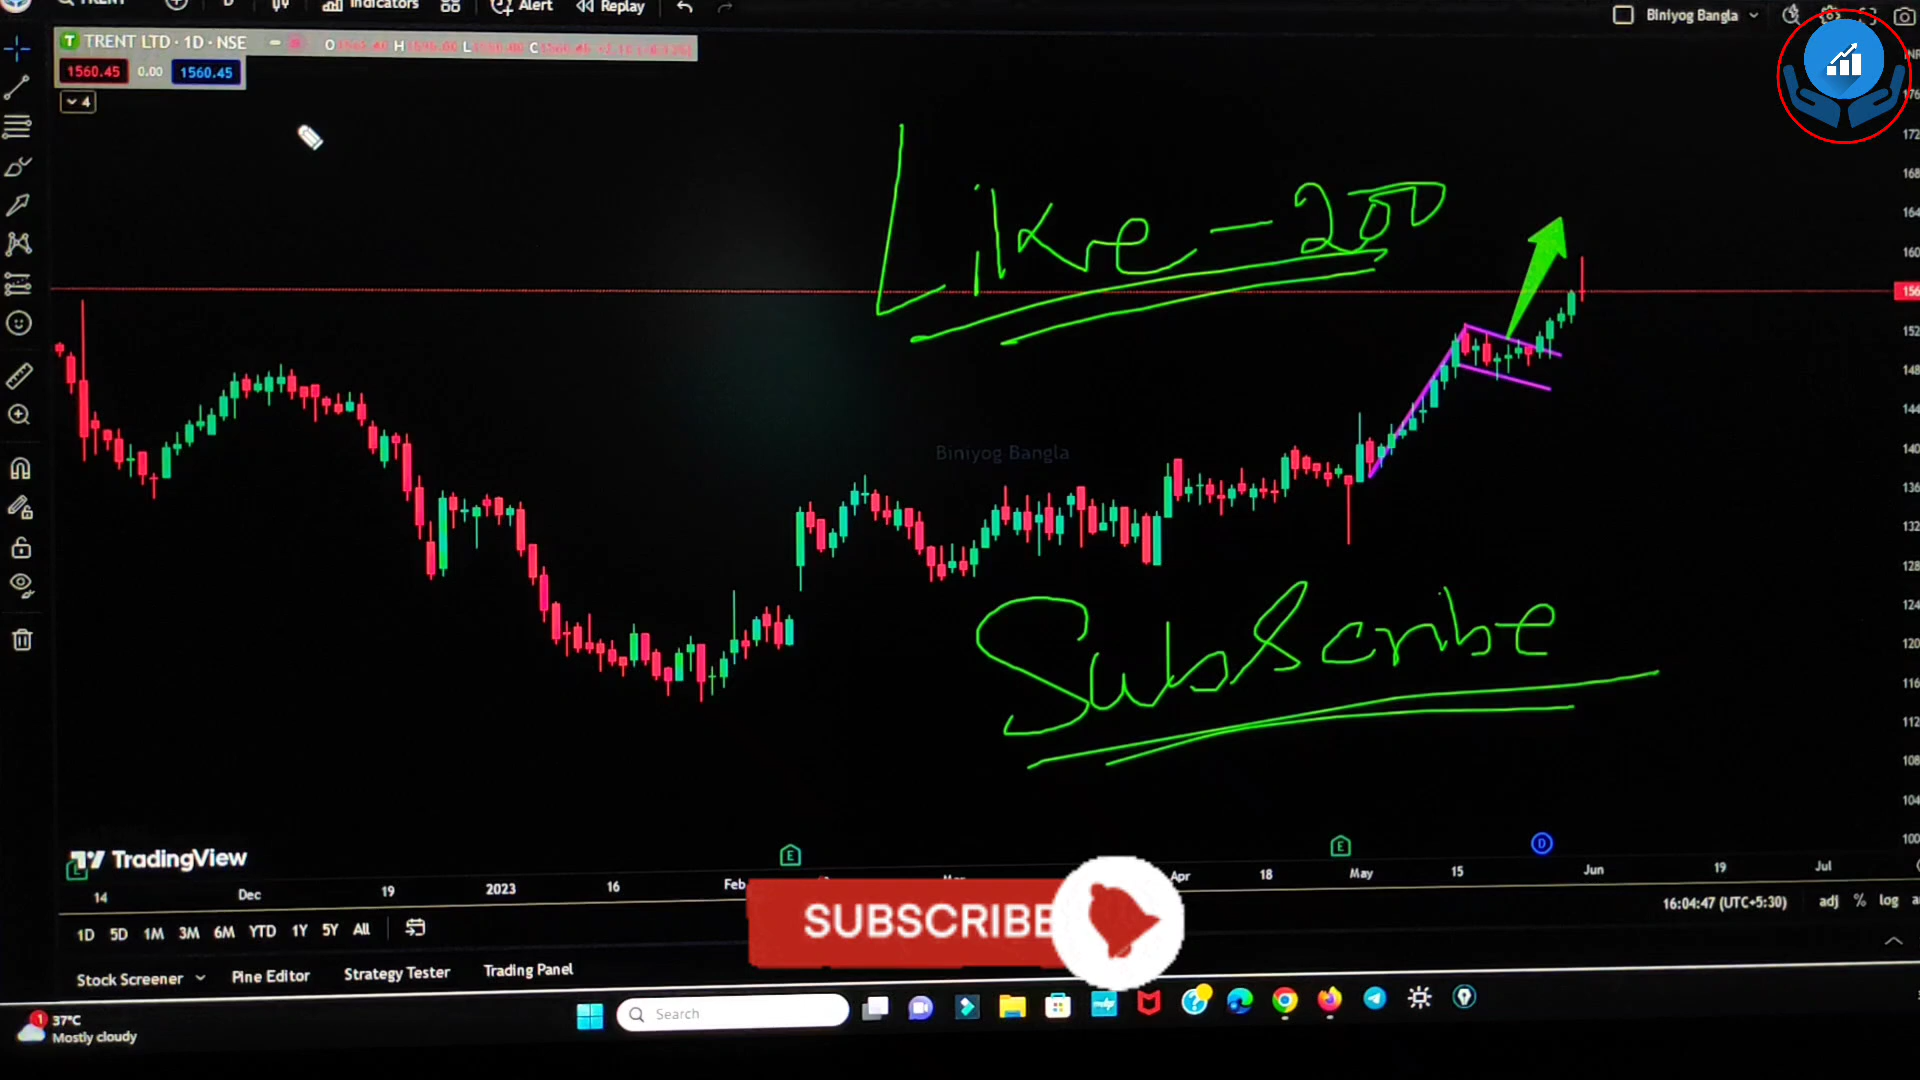 Indicators Alert Replay Biniyog Bangla
TRENT LTD · 1D · NSE
1560.45 0.00 1560.45
4
Like - 200
Biniyog Bangla
Subscribe
TradingView
E E D
14 Dec 19 2023 16 Feb Apr 18 May 15 Jun 19 Jul
SUBSCRIBE
16:04:47 (UTC+5:30) adj % log
1D 5D 1M 3M 6M YTD 1Y 5Y All
Stock Screener Pine Editor Strategy Tester Trading Panel
Search
1 37°C
Mostly cloudy